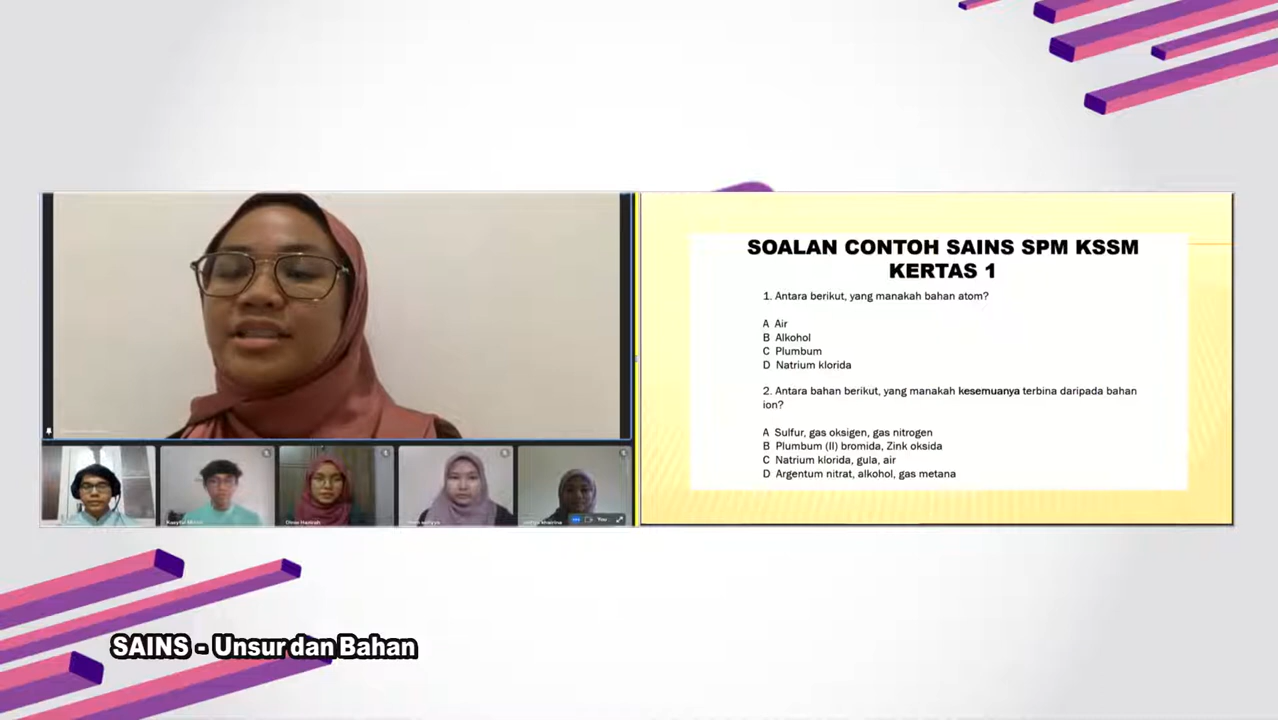 SOALAN CONTOH SAINS SPM KSSM
KERTAS 1
1. Antara berikut, yang manakah bahan atom?
A Air
B Alkohol
C Plumbum
D Natrium klorida
2. Antara bahan berikut, yang manakah kesemuanya terbina daripada bahan
ion?
A Sulfur, gas oksigen, gas nitrogen
B Plumbum (II) bromida, Zink oksida
C Natrium klorida, gula, air
D Argentum nitrat, alkohol, gas metana
You
SAINS - Unsur dan Bahan